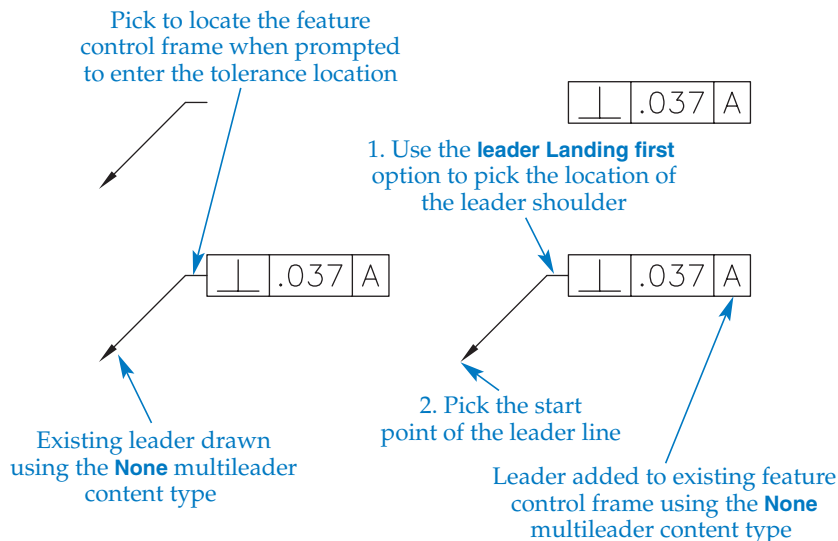 Pick to locate the feature
control frame when prompted
to enter the tolerance location
⊥ .037 A
1. Use the leader Landing first
option to pick the location of
the leader shoulder
⊥ .037 A
⊥ .037 A
2. Pick the start
point of the leader line
Existing leader drawn
using the None multileader
content type
Leader added to existing feature
control frame using the None
multileader content type